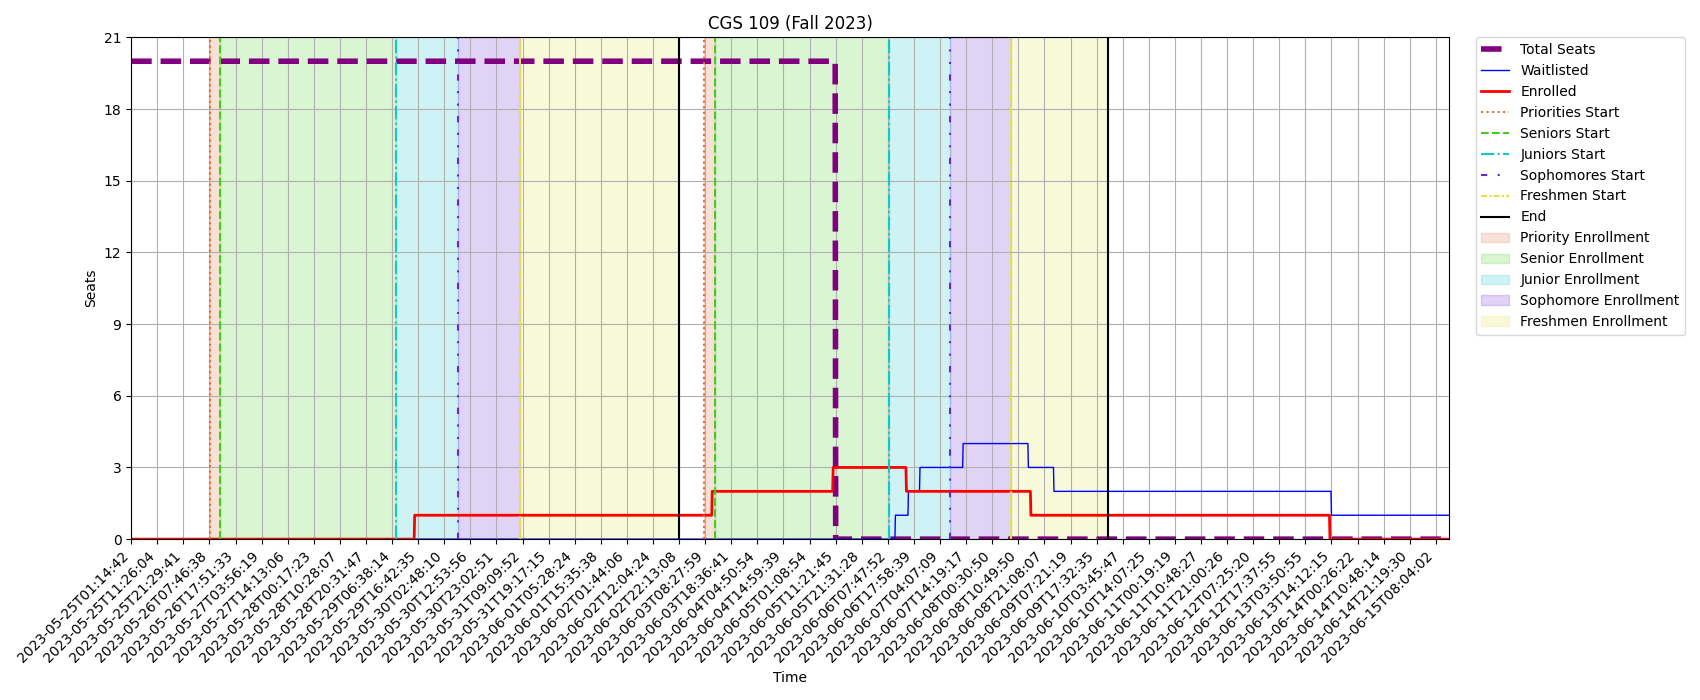 CGS 109 (Fall 2023)
Seats
21
18
15
12
9
6
3
0
2023-05-25T01:14:42
2023-05-25T11:26:04
2023-05-25T21:29:41
2023-05-26T07:46:38
2023-05-26T17:51:33
2023-05-27T03:56:19
2023-05-27T14:13:06
2023-05-28T00:17:23
2023-05-28T10:28:07
2023-05-28T20:31:47
2023-05-29T06:38:14
2023-05-29T16:42:35
2023-05-30T02:48:10
2023-05-30T12:53:56
2023-05-30T23:02:51
2023-05-31T09:09:52
2023-05-31T19:17:15
2023-06-01T05:28:24
2023-06-01T15:35:38
2023-06-02T01:44:06
2023-06-02T12:04:24
2023-06-02T22:13:08
2023-06-03T08:27:59
2023-06-03T18:36:41
2023-06-04T04:50:54
2023-06-04T14:59:39
2023-06-05T01:08:54
2023-06-05T11:21:45
2023-06-05T21:31:28
2023-06-06T07:47:52
2023-06-06T17:58:39
2023-06-07T04:07:09
2023-06-07T14:19:17
2023-06-08T00:30:50
2023-06-08T10:49:50
2023-06-08T21:08:07
2023-06-09T07:21:19
2023-06-09T17:32:35
2023-06-10T03:45:47
2023-06-10T14:07:25
2023-06-11T00:19:19
2023-06-11T10:48:27
2023-06-11T21:00:26
2023-06-12T07:25:20
2023-06-12T17:37:55
2023-06-13T03:50:55
2023-06-13T14:12:15
2023-06-14T00:26:22
2023-06-14T10:48:14
2023-06-14T21:19:30
2023-06-15T08:04:02
Time
Total Seats
Waitlisted
Enrolled
Priorities Start
Seniors Start
Juniors Start
Sophomores Start
Freshmen Start
End
Priority Enrollment
Senior Enrollment
Junior Enrollment
Sophomore Enrollment
Freshmen Enrollment